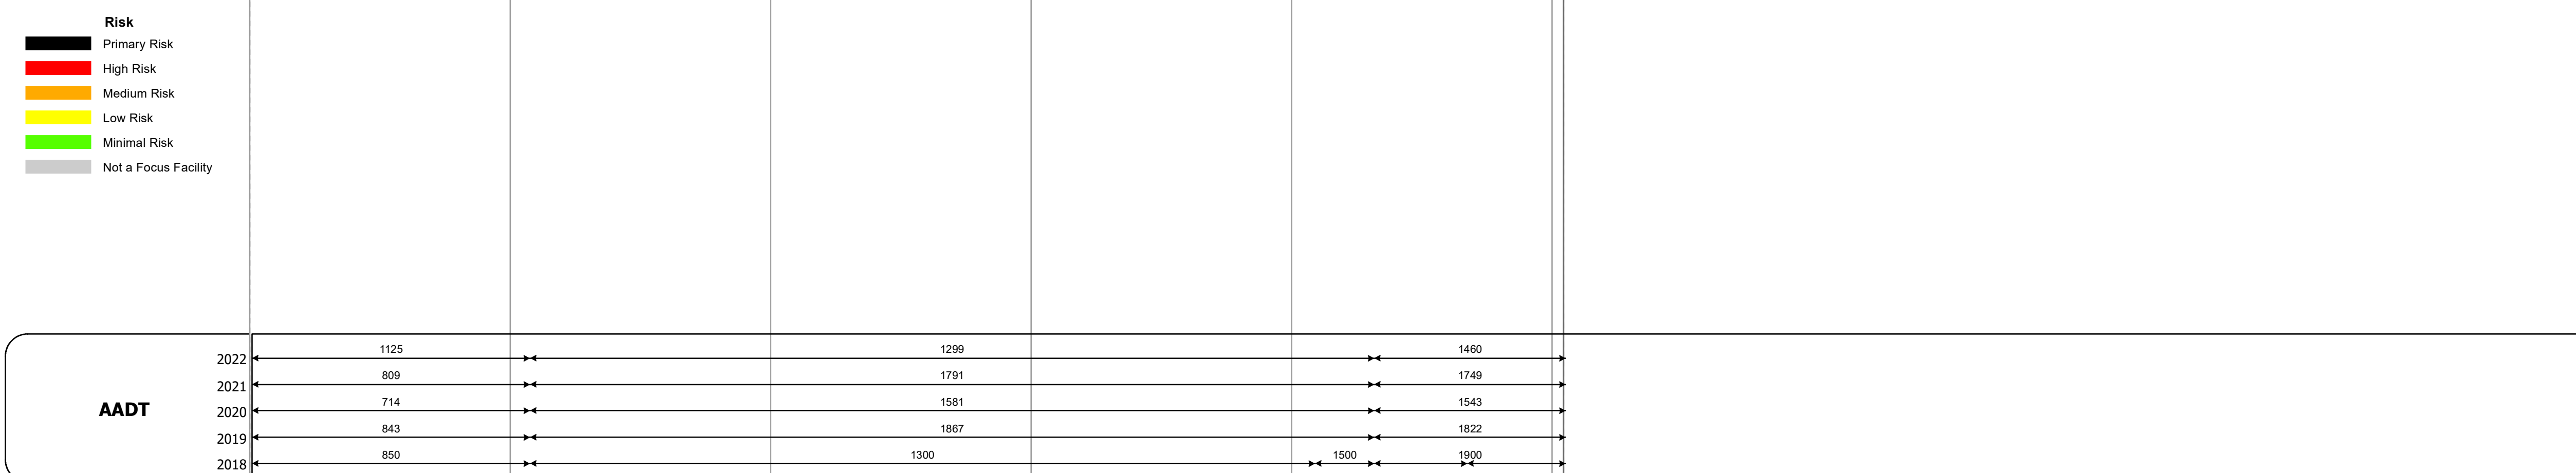 Risk
Primary Risk
High Risk
Medium Risk
Low Risk
Minimal Risk
Not a Focus Facility
AADT
2022 1125 1299 1460
2021 809 1791 1749
2020 714 1581 1543
2019 843 1867 1822
2018 850 1300 1500 1900